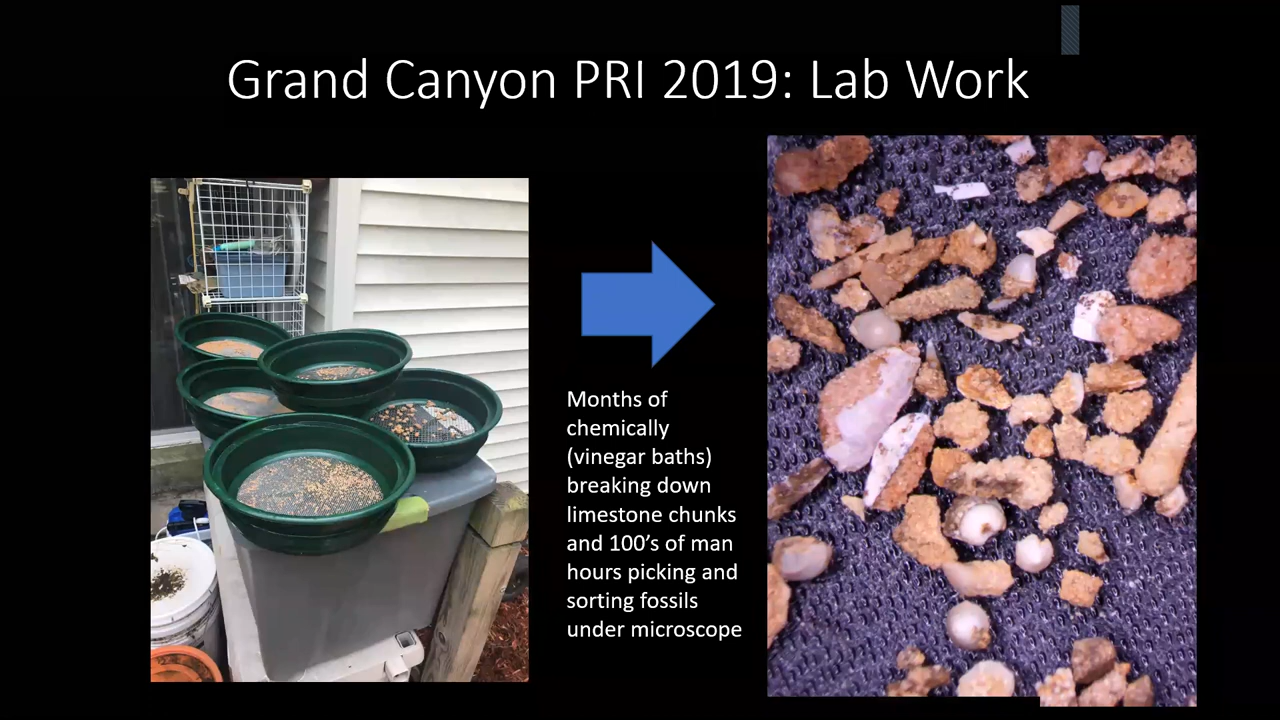 Grand Canyon PRI 2019: Lab Work
Months of
chemically
(vinegar baths)
breaking down
limestone chunks
and 100’s of man
hours picking and
sorting fossils
under microscope